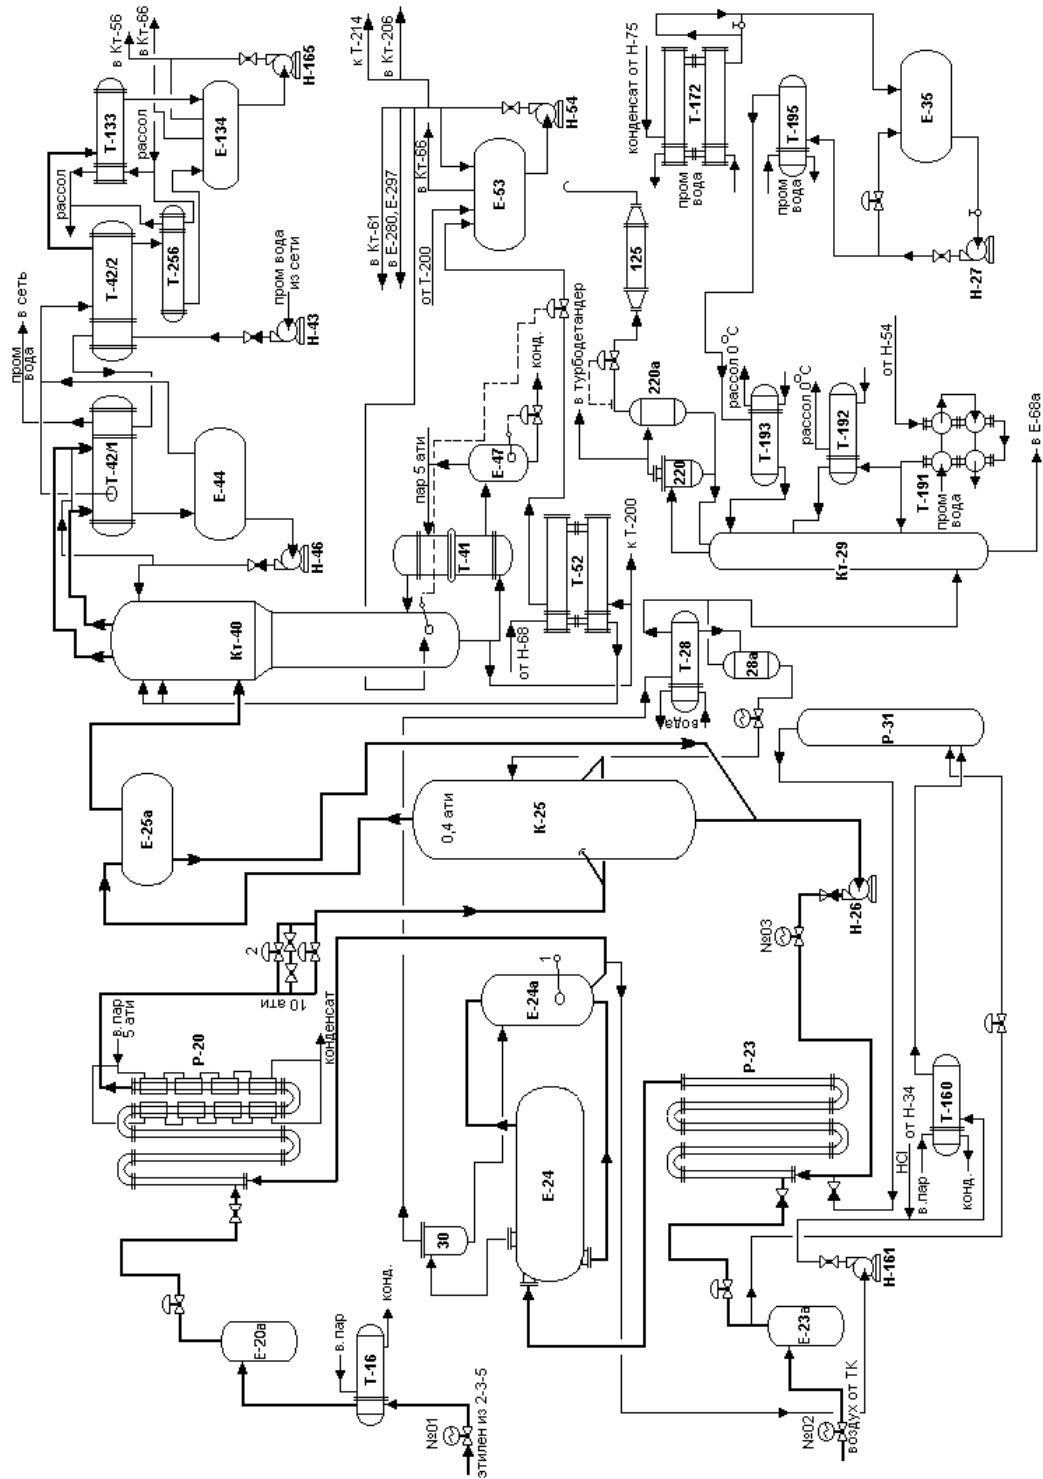 в Кт-56
в Кт-66
Н-165
Т-133
Е-134
рассол
рассол
Т-42/2
Т-256
пром вода
из сети
Н-43
в сеть
пром
вода
Т-42/1
Е-44
Н-46
Кт-40
к Т-214
в Кт-206
Н-54
в Кт-61
в Е-280, Е-297
в Кт-66
от Т-200
Е-53
125
в турбодетандер
конд.
пар 5 ати
Е-47
Т-41
Т-52
от Н-68
к Т-200
220а
220
конденсат от Н-75
Т-172
пром
вода
Т-195
пром
вода
Е-35
Н-27
рассол 0°С
Т-193
рассол 0°С
Т-192
от Н-54
Т-191
пром
вода
Кт-29
в Е-68а
Т-28
28а
вода
Р-31
Е-25а
0,4 ати
К-25
Н-26
№03
2
10 ати
в.пар
5 ати
Р-20
конденсат
Е-24а
1
Е-24
30
Р-23
HCl
от Н-34
в.пар
конд.
Т-160
Н-161
Е-20а
Т-16
в.пар
конд.
№01
этилен из 2-3-5
Е-23а
№02
воздух от ТК